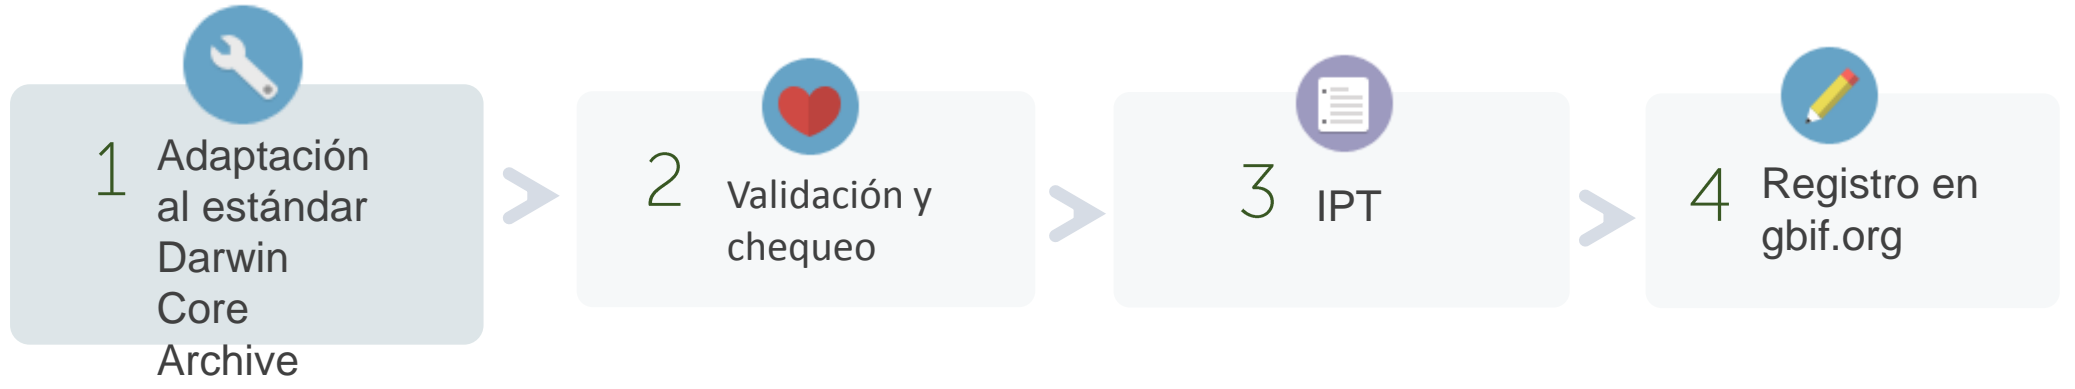 1
Adaptación
al estándar
Darwin
Core
Archive
2
Validación y
chequeo
3
IPT
4
Registro en
gbif.org